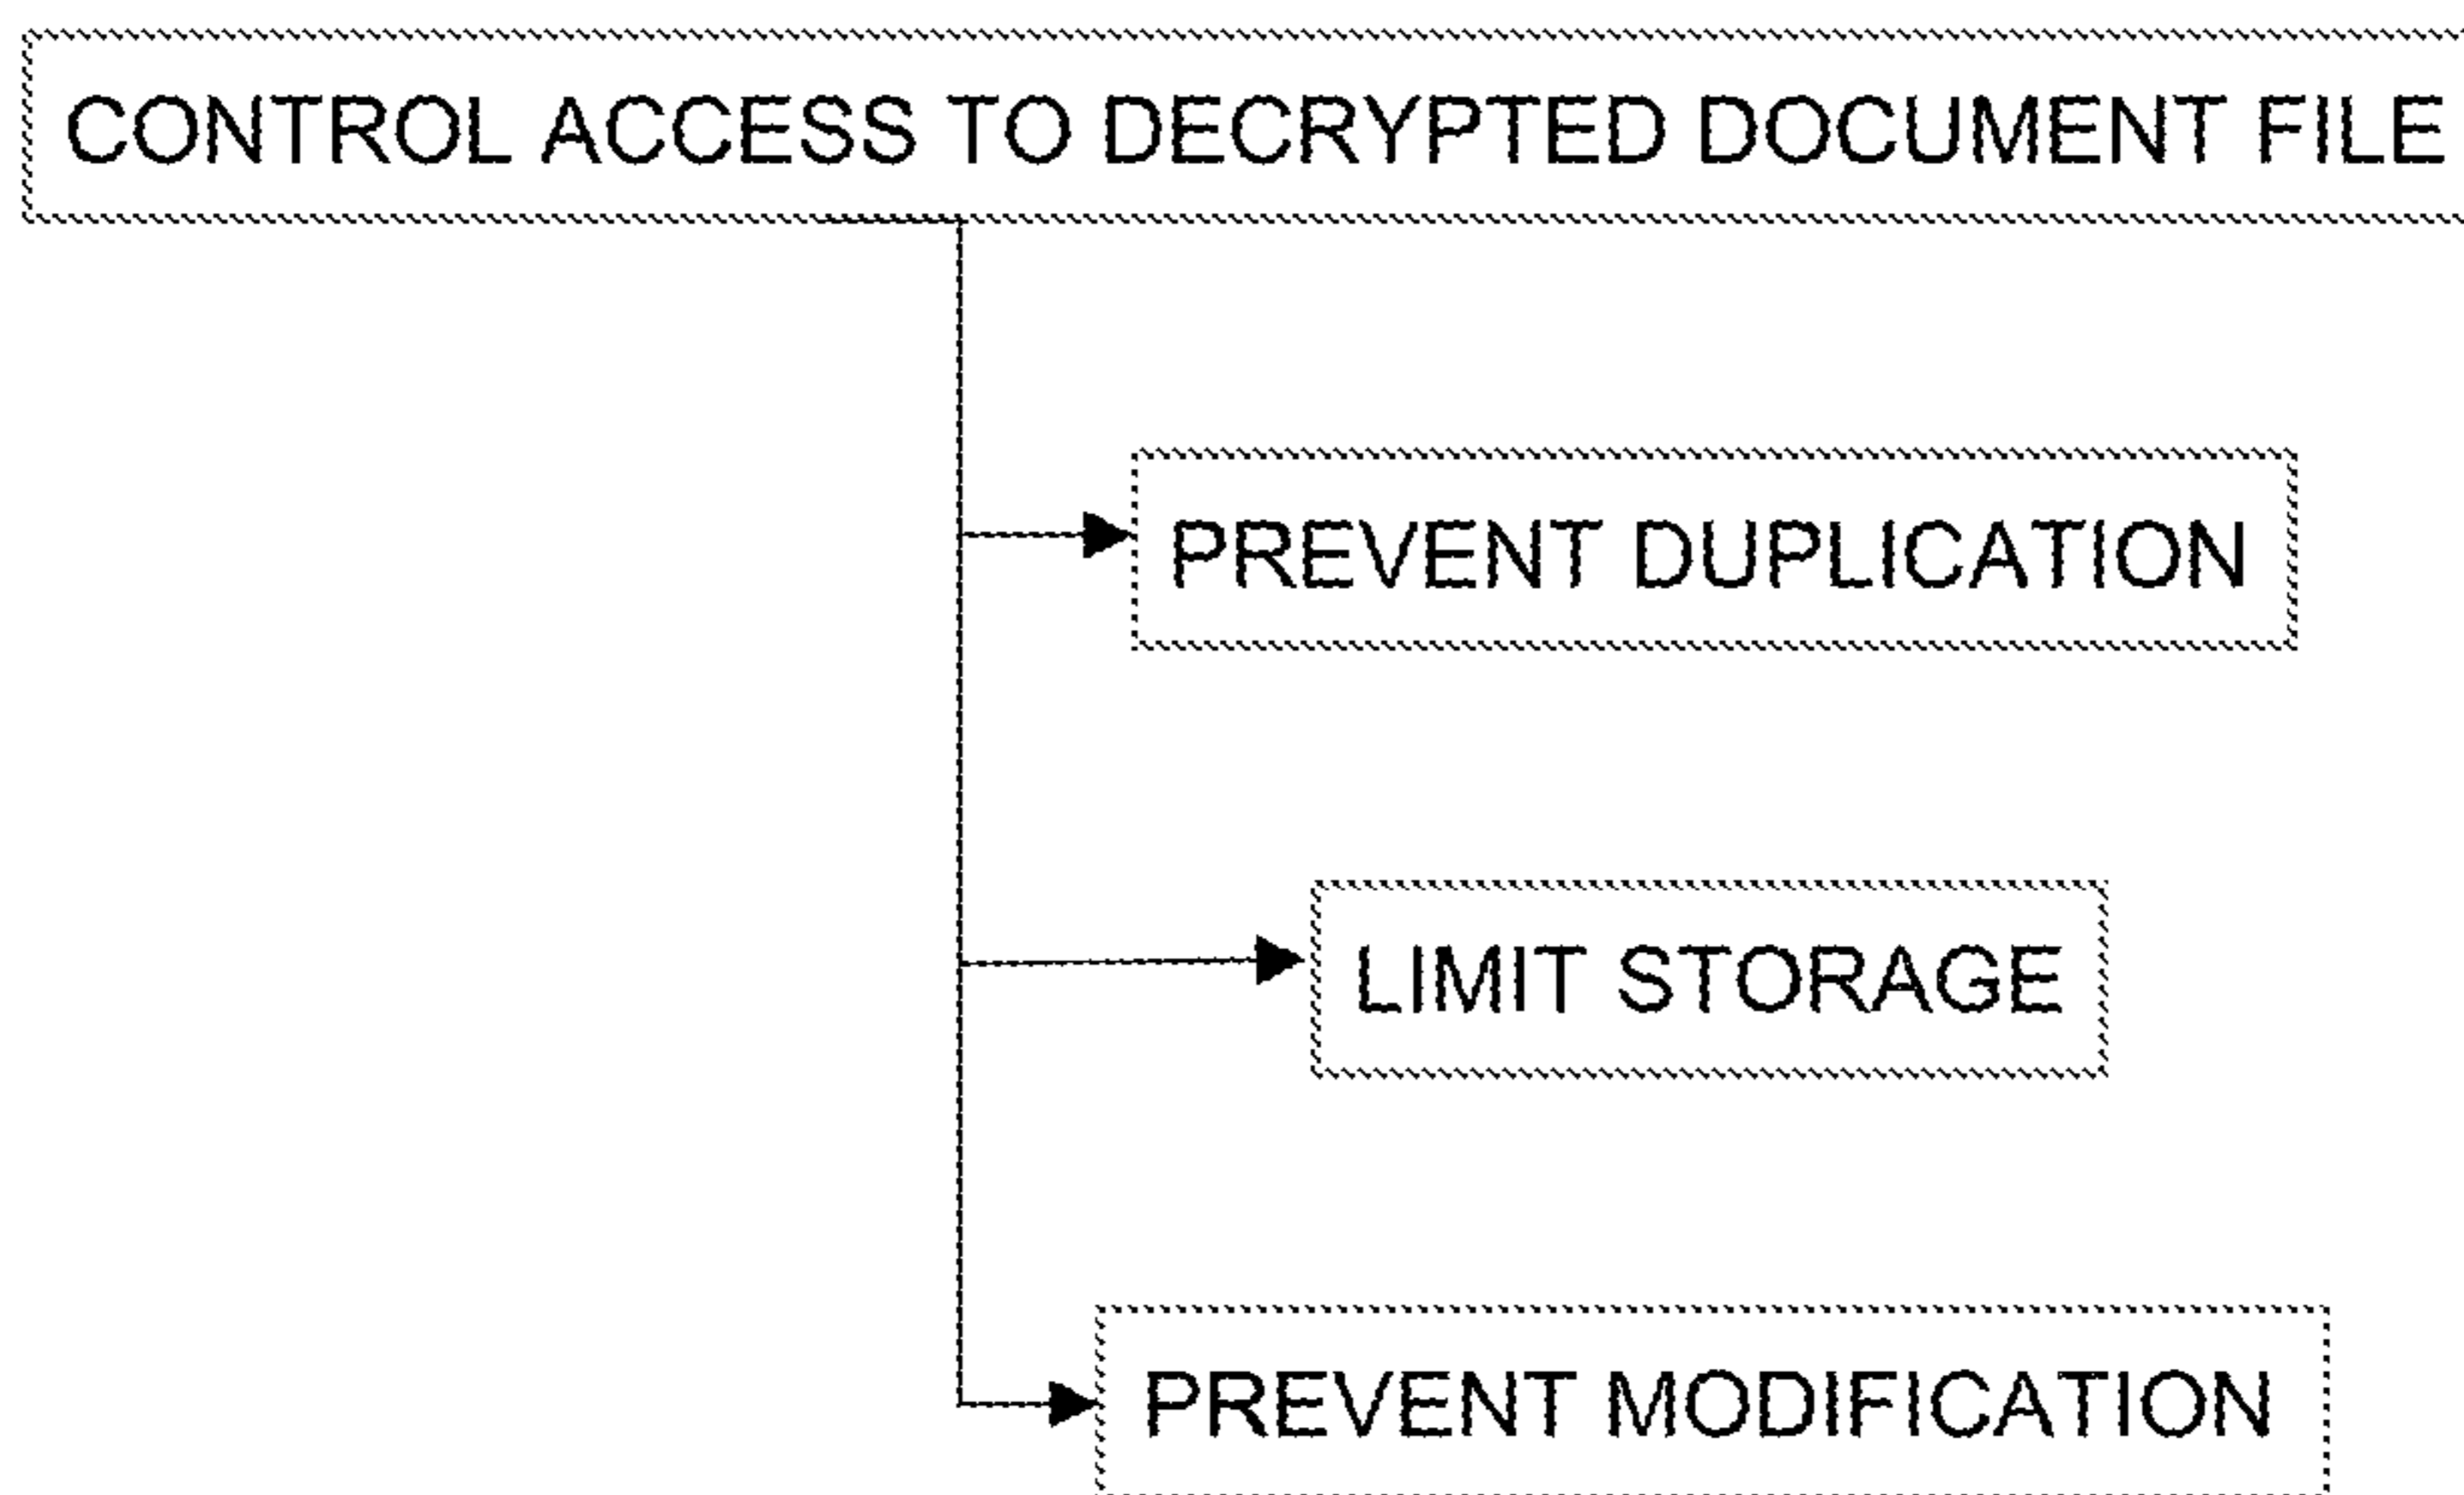 CONTROL ACCESS TO DECRYPTED DOCUMENT FILE
PREVENT DUPLICATION
LIMIT STORAGE
PREVENT MODIFICATION